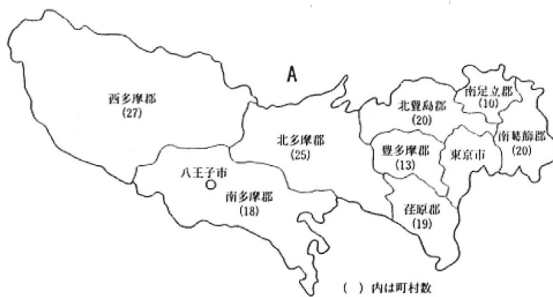 A
西多摩郡
(27)
北多摩郡
(25)
八王子市
南多摩郡
(18)
北豊島郡
(20)
南足立郡
(10)
南葛飾郡
(20)
豊多摩郡
(13)
東京市
荏原郡
(19)
( ) 内は町村数